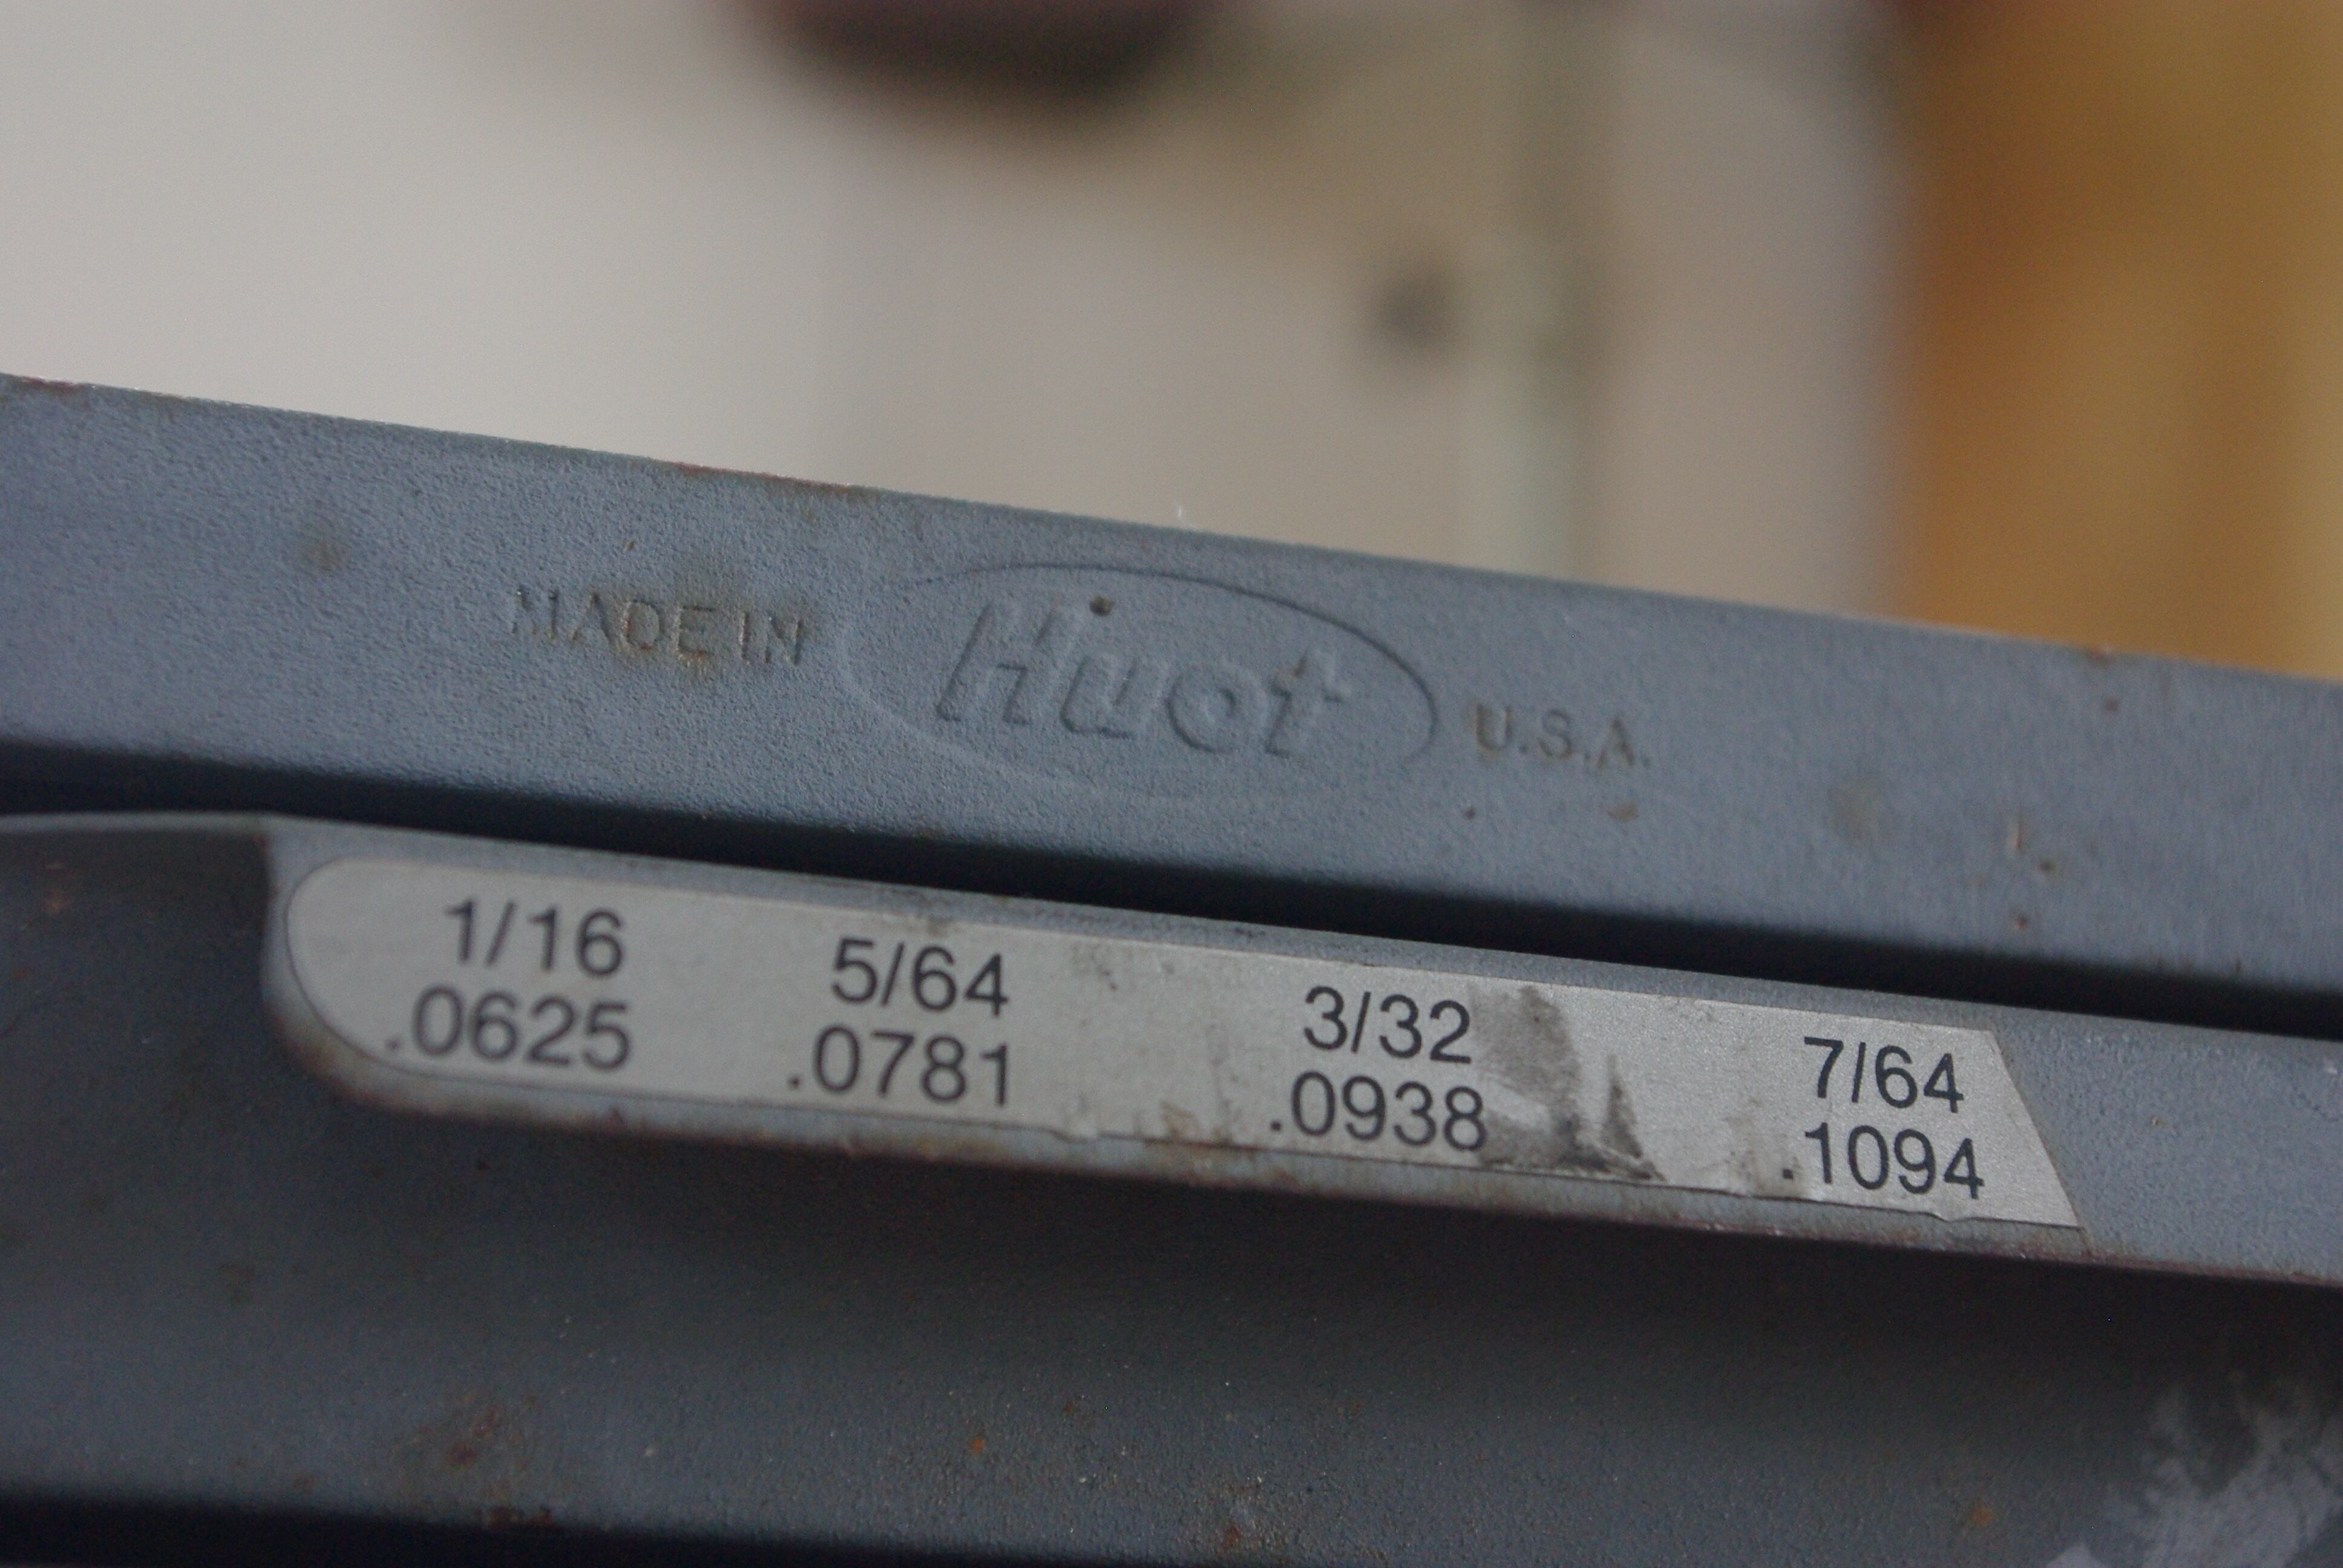 MADE IN Huot U.S.A.
1/16 5/64 3/32 7/64
.0625 .0781 .0938 .1094